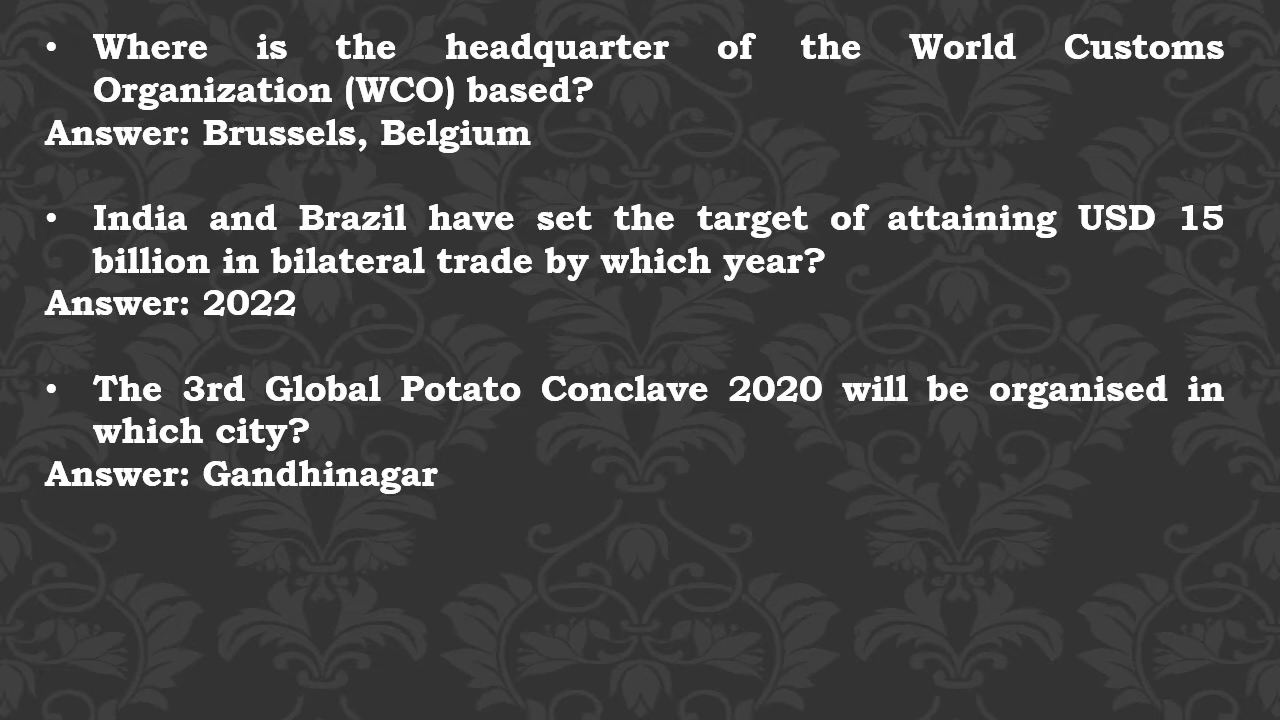 • Where is the headquarter of the World Customs
Organization (WCO) based?
Answer: Brussels, Belgium
• India and Brazil have set the target of attaining USD 15
billion in bilateral trade by which year?
Answer: 2022
• The 3rd Global Potato Conclave 2020 will be organised in
which city?
Answer: Gandhinagar